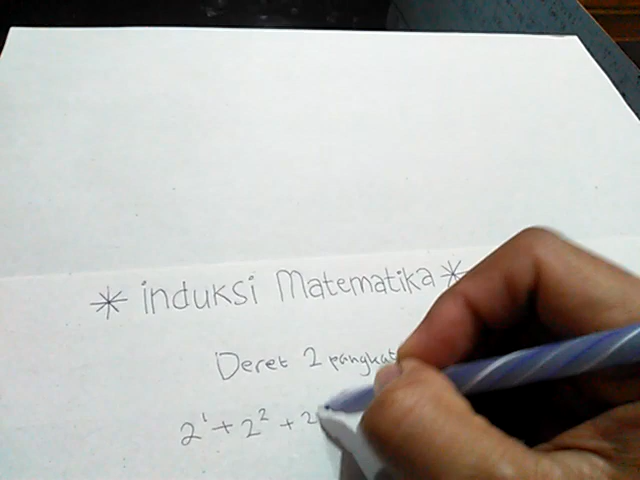 * induksi Matematika *
Deret 2 pangkat
2¹ + 2² + 2